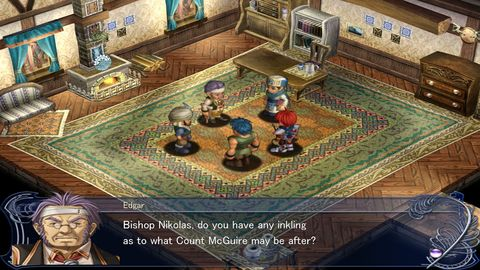 Edgar
Bishop Nikolas, do you have any inkling
as to what Count McGuire may be after?